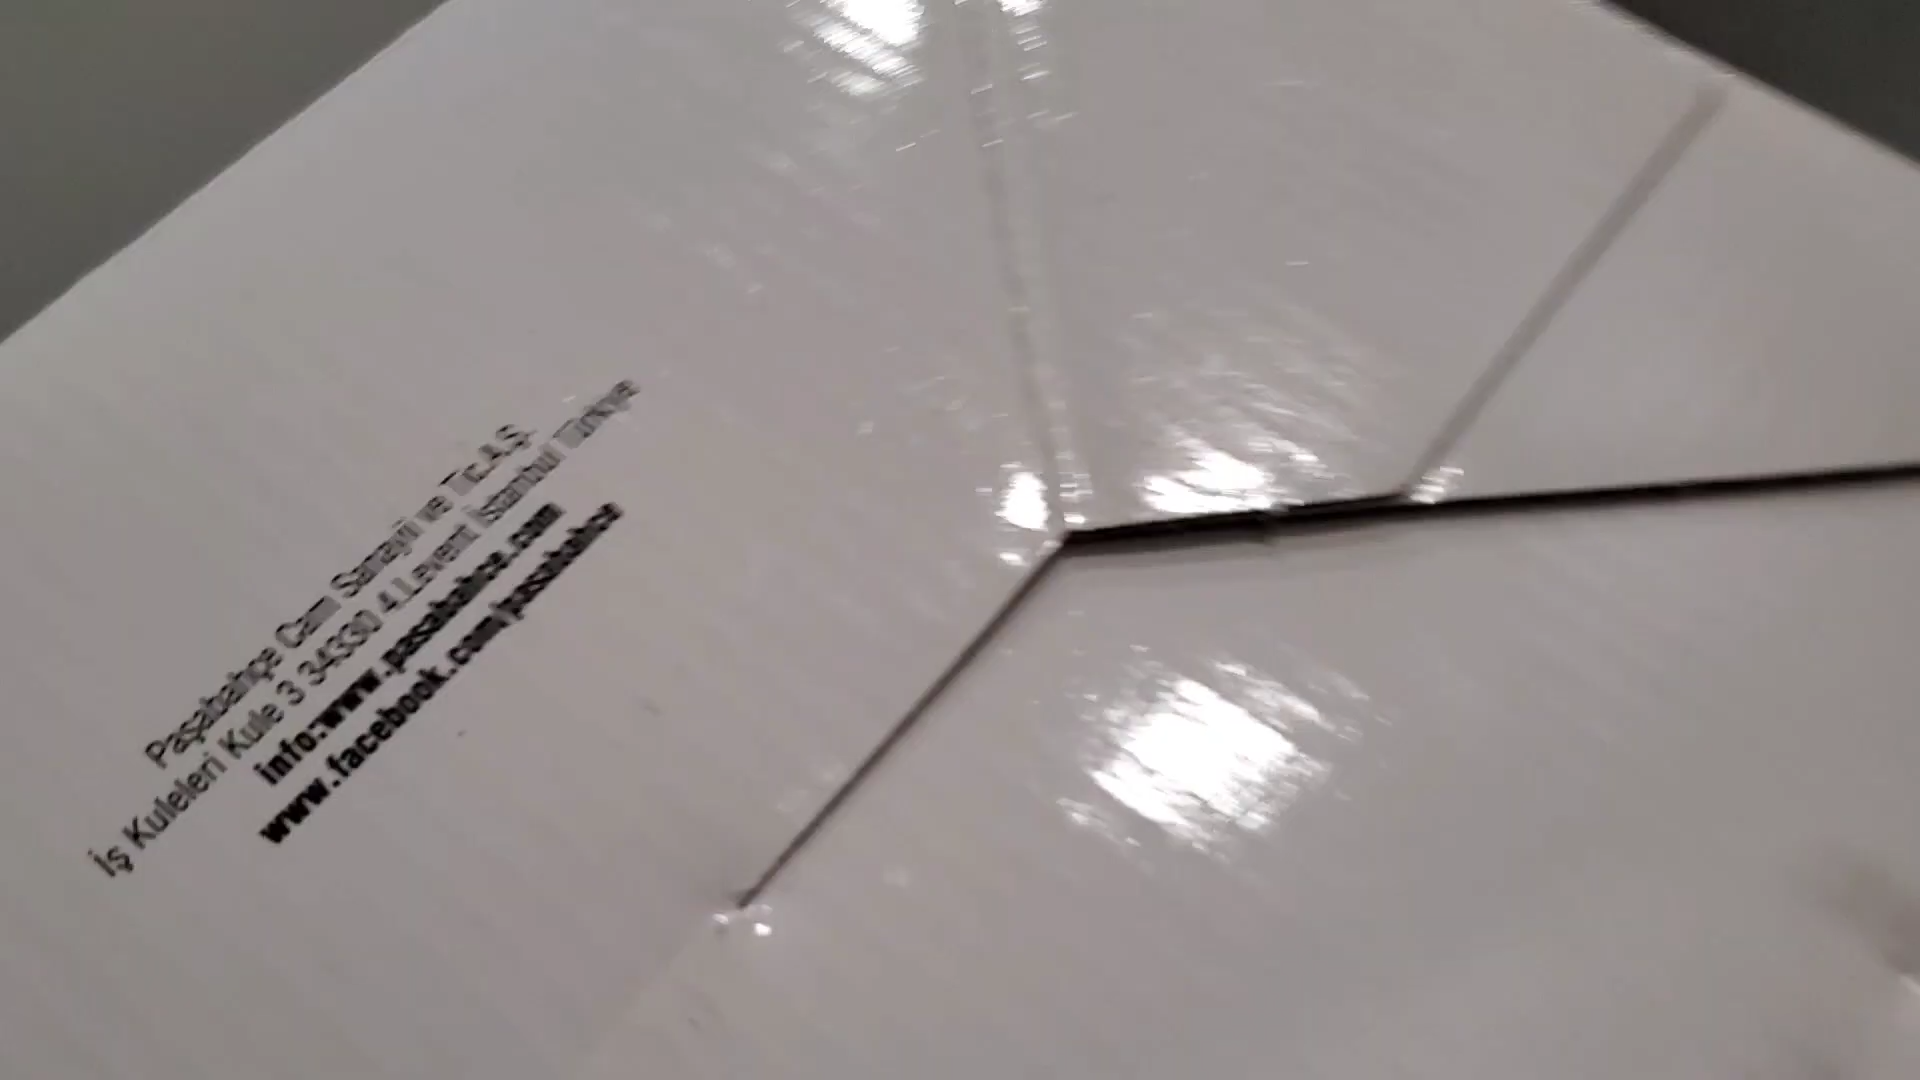 Paşabahçe Cam Sanayii ve Tic.A.Ş.
İş Kuleleri Kule 3 34330 4.Levent İstanbul Türkiye
info:www.pasabahce.com
www.facebook.com/pasabahce